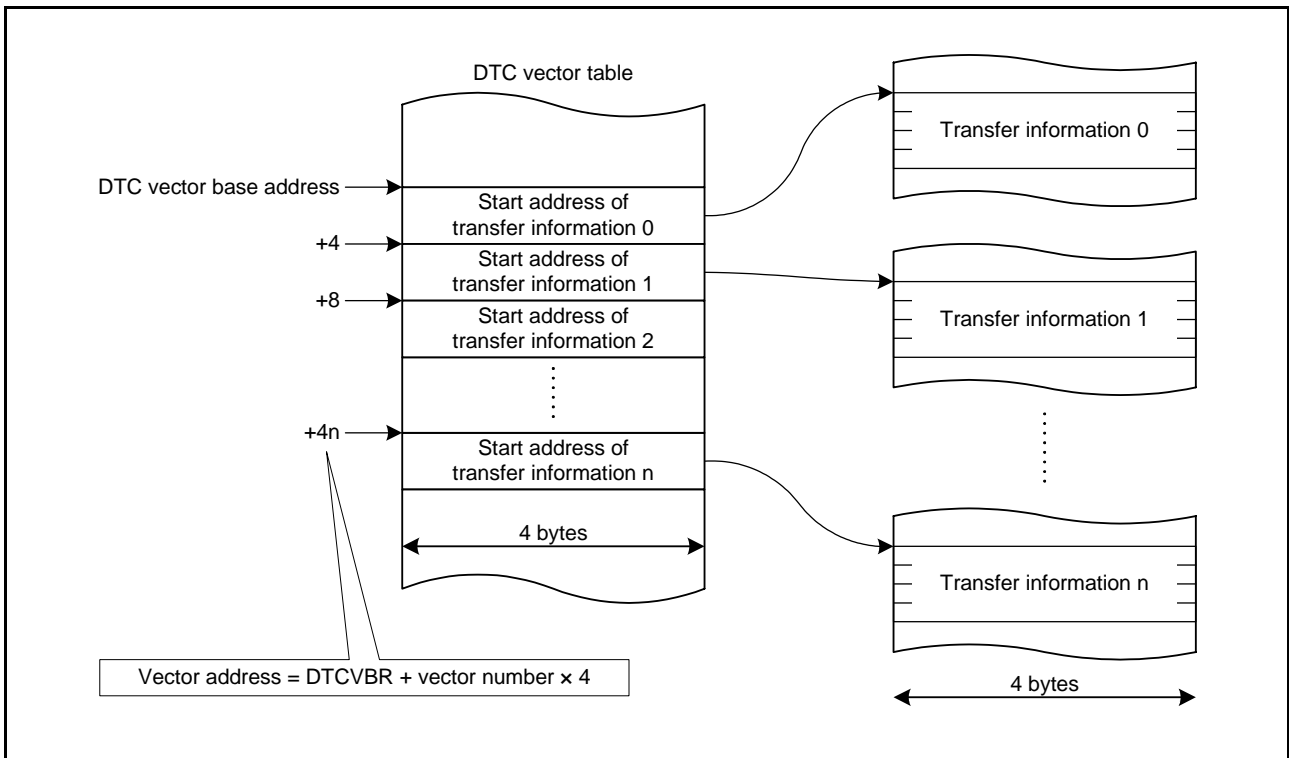 DTC vector table
DTC vector base address
Start address of
transfer information 0
+4
Start address of
transfer information 1
+8
Start address of
transfer information 2
+4n
Start address of
transfer information n
4 bytes
Vector address = DTCVBR + vector number × 4
Transfer information 0
Transfer information 1
Transfer information n
4 bytes